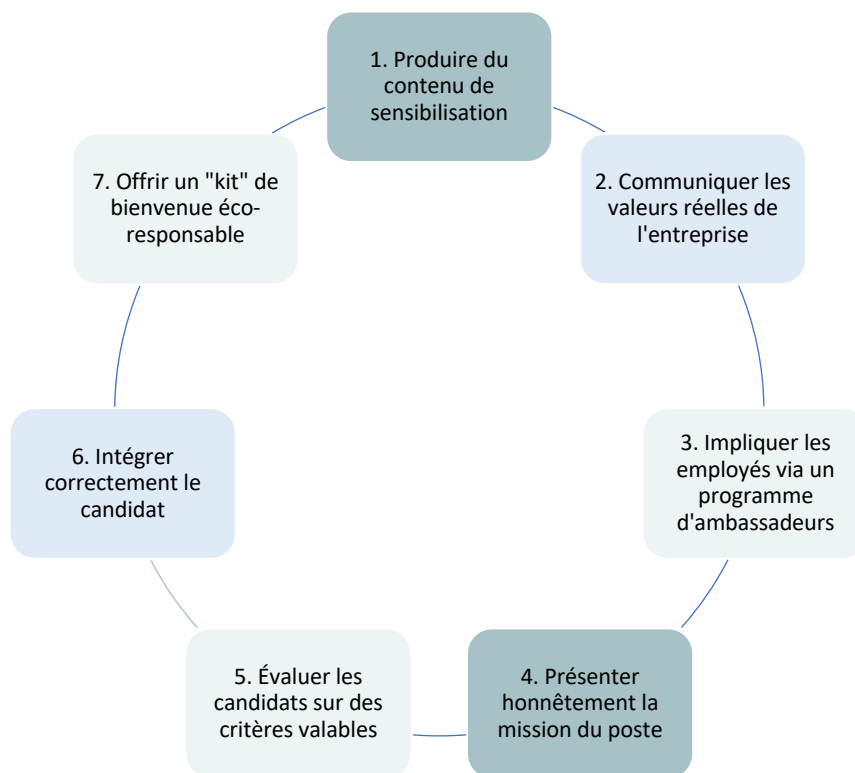 1. Produire du
contenu de
sensibilisation
2. Communiquer les
valeurs réelles de
l'entreprise
3. Impliquer les
employés via un
programme
d'ambassadeurs
4. Présenter
honnêtement la
mission du poste
5. Évaluer les
candidats sur des
critères valables
6. Intégrer
correctement le
candidat
7. Offrir un "kit" de
bienvenue éco-
responsable